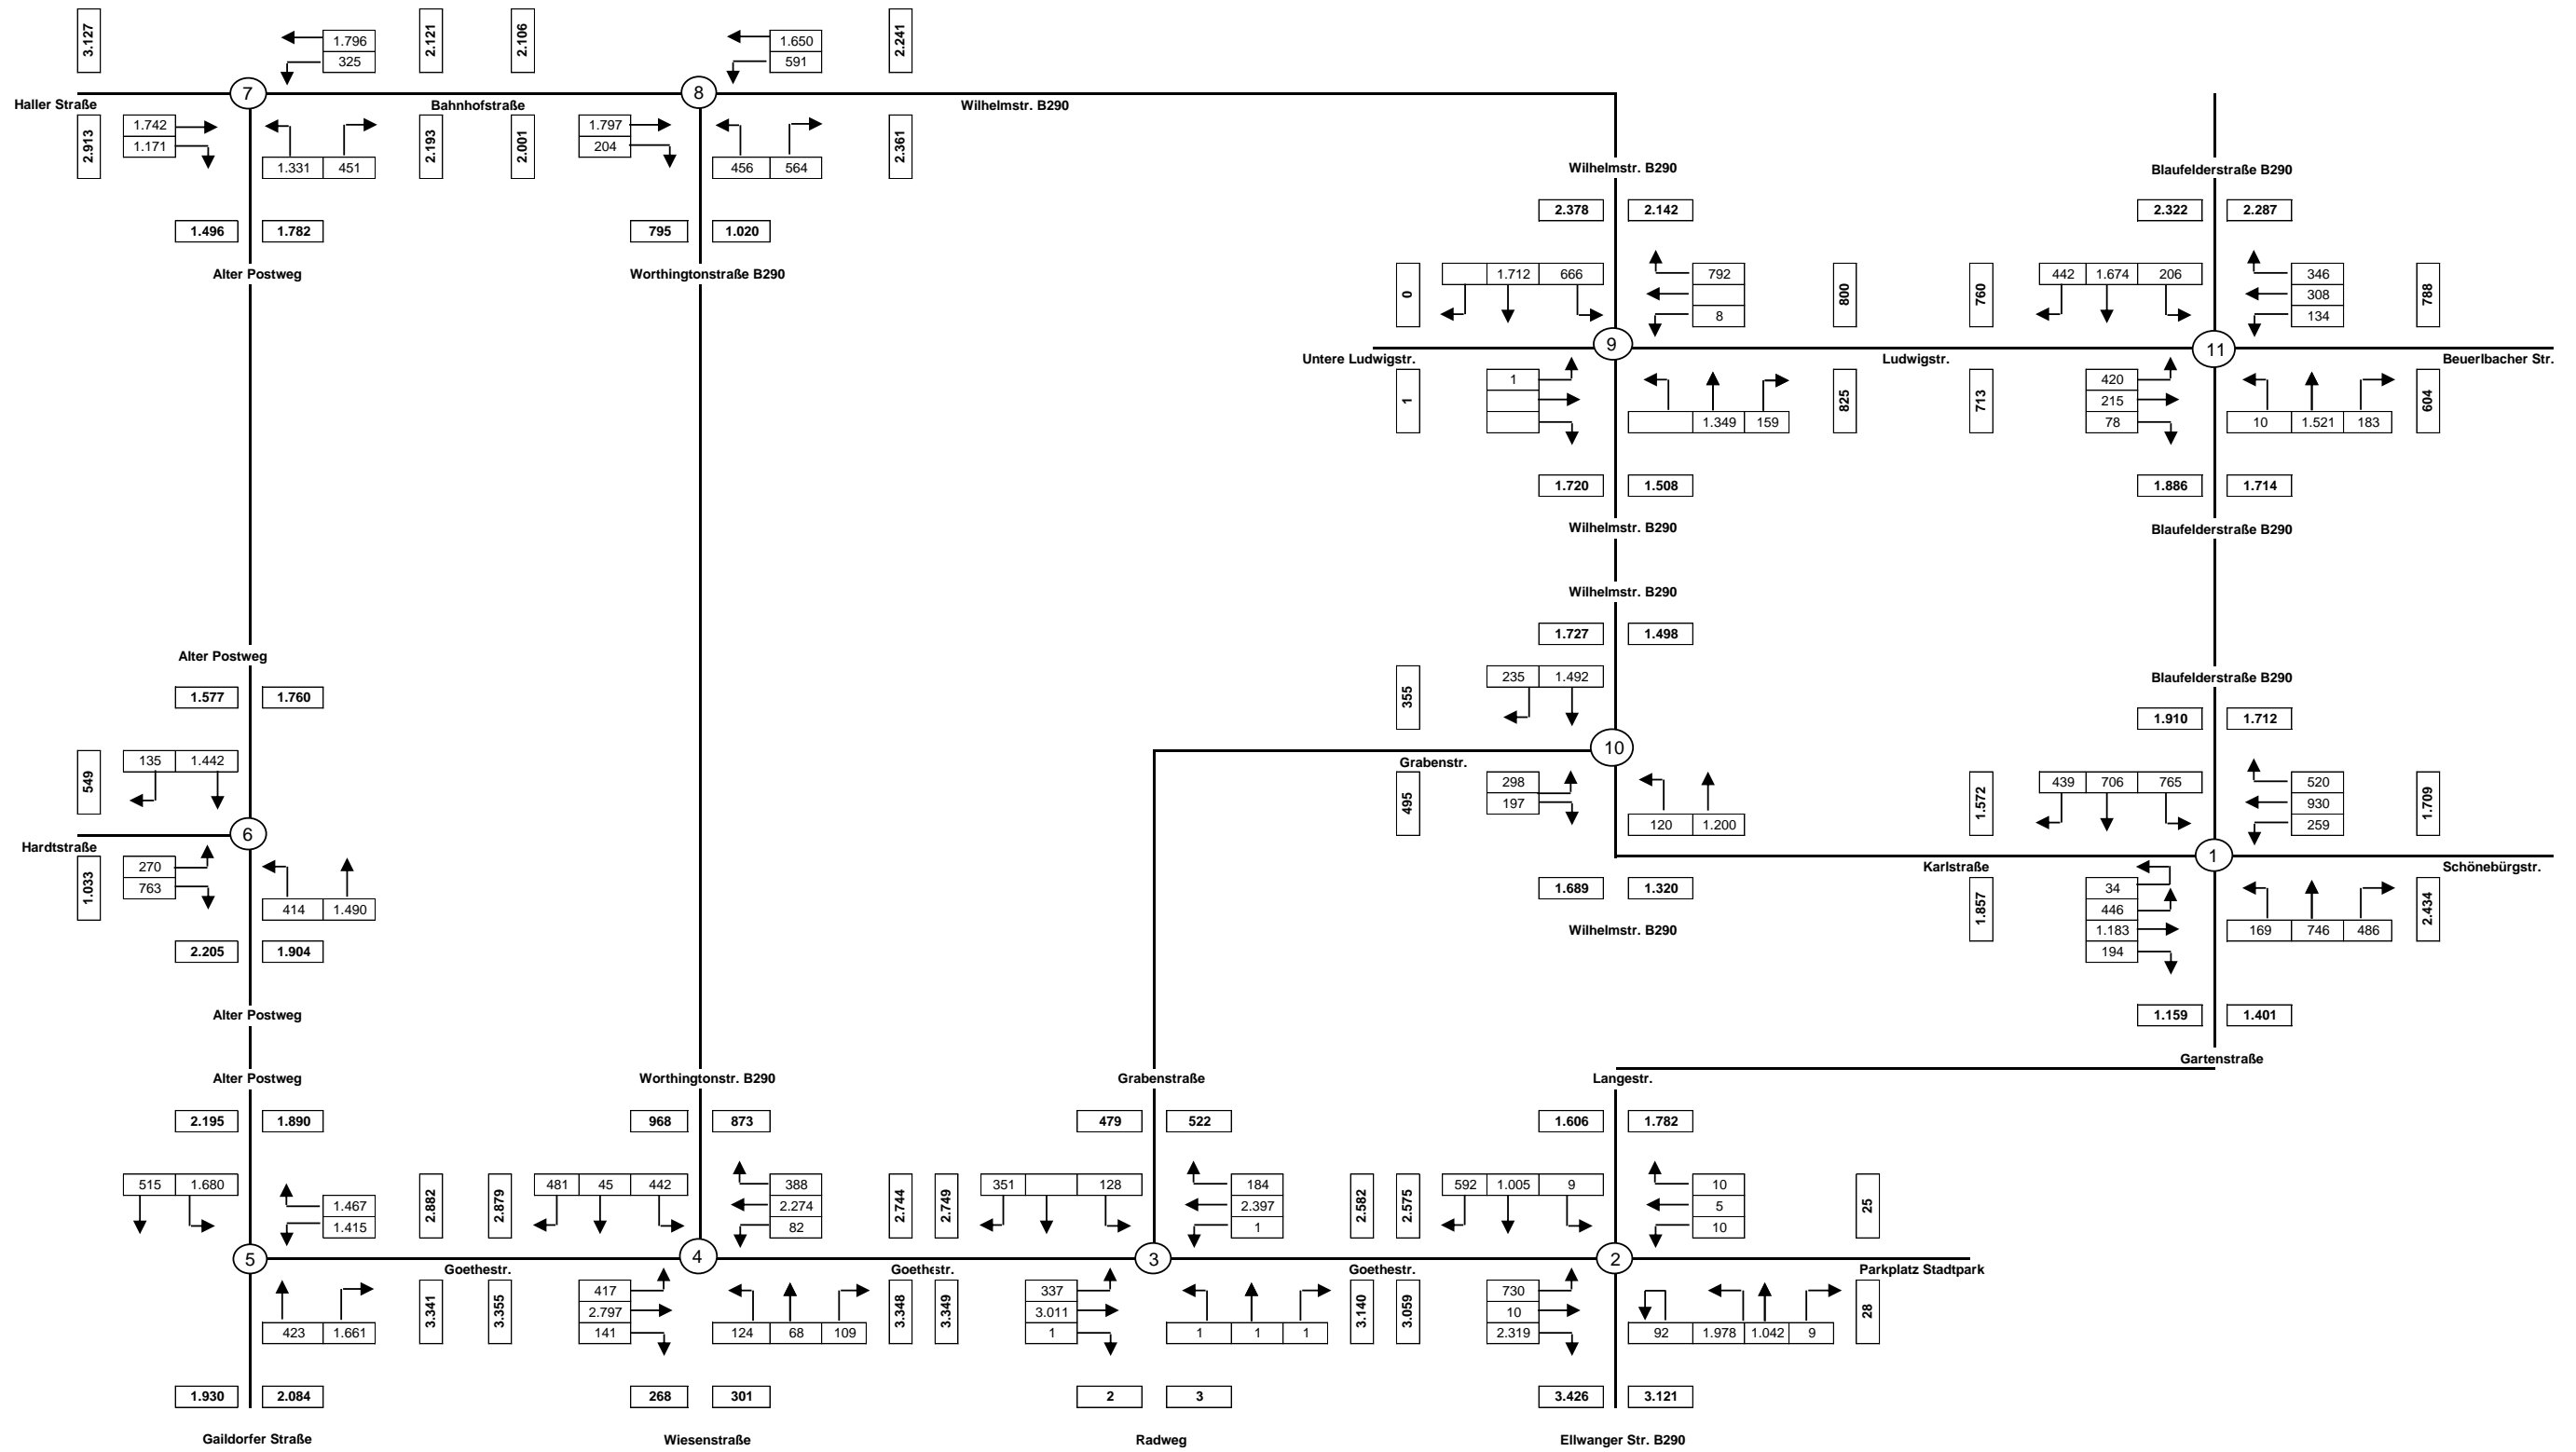 3.127
1.796
325
2.121
2.106
1.650
591
2.241
7
8
Haller Straße
Bahnhofstraße
Wilhelmstr. B290
2.913
1.742
1.171
1.331 451
2.193
2.001
1.797
204
456 564
2.361
1.496 1.782
795 1.020
Alter Postweg
Worthingtonstraße B290
Wilhelmstr. B290
Blaufelderstraße B290
2.378 2.142
2.322 2.287
0
1.712 666
792
8
800
760
442 1.674 206
346
308
134
788
9
11
Untere Ludwigstr.
Ludwigstr.
Beuerlbacher Str.
1
1
1.349 159
825
713
420
215
78
10 1.521 183
604
1.720 1.508
1.886 1.714
Wilhelmstr. B290
Blaufelderstraße B290
Wilhelmstr. B290
1.727 1.498
Alter Postweg
Blaufelderstraße B290
1.577 1.760
355
235 1.492
1.910 1.712
549
135 1.442
10
Grabenstr.
495
298
197
120 1.200
1.572
439 706 765
520
930
259
1.709
6
Hardtstraße
1.033
270
763
414 1.490
1
Karlstraße
Schönebürgstr.
1.689 1.320
1.857
34
446
1.183
194
169 746 486
2.434
Wilhelmstr. B290
2.205 1.904
Alter Postweg
1.159 1.401
Gartenstraße
Alter Postweg
Worthingtonstr. B290
Grabenstraße
Langestr.
2.195 1.890
968 873
479 522
1.606 1.782
515 1.680
1.467
1.415
2.882
2.879
481 45 442
388
2.274
82
2.744
2.749
351 128
184
2.397
1
2.582
2.575
592 1.005 9
10
5
10
25
5
4
3
2
Goethestr.
Goethestr.
Goethestr.
Parkplatz Stadtpark
423 1.661
3.341
3.355
417
2.797
141
124 68 109
3.348
3.349
337
3.011
1
1 1 1
3.140
3.059
730
10
2.319
92 1.978 1.042 9
28
1.930 2.084
268 301
2 3
3.426 3.121
Gaildorfer Straße
Wiesenstraße
Radweg
Ellwanger Str. B290